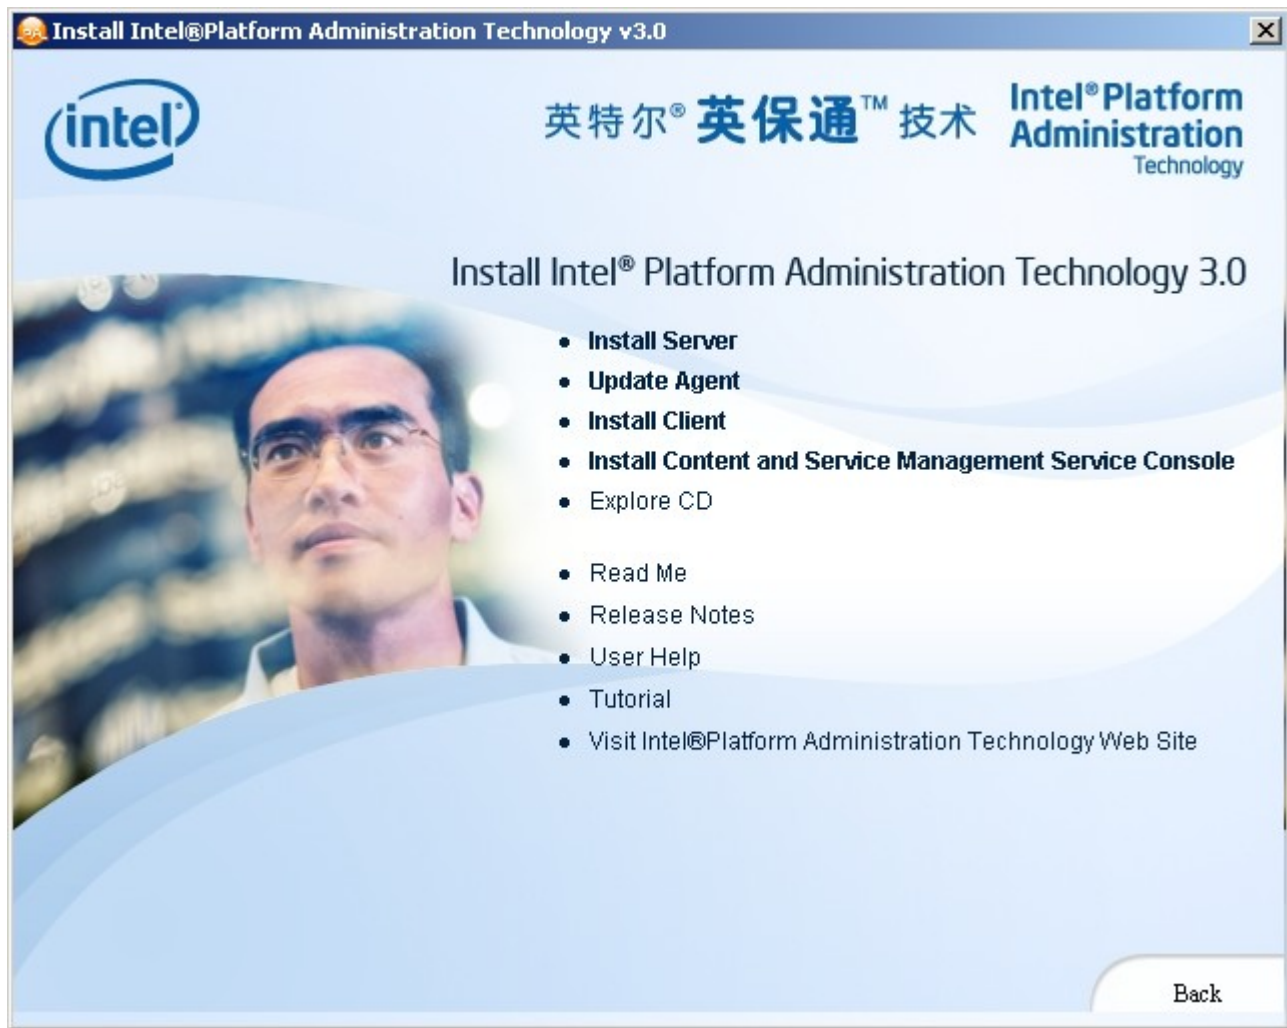 Install Intel®Platform Administration Technology v3.0
intel
英特尔® 英保通™ 技术
Intel® Platform
Administration
Technology
Install Intel® Platform Administration Technology 3.0
Install Server
Update Agent
Install Client
Install Content and Service Management Service Console
Explore CD
Read Me
Release Notes
User Help
Tutorial
Visit Intel®Platform Administration Technology Web Site
Back